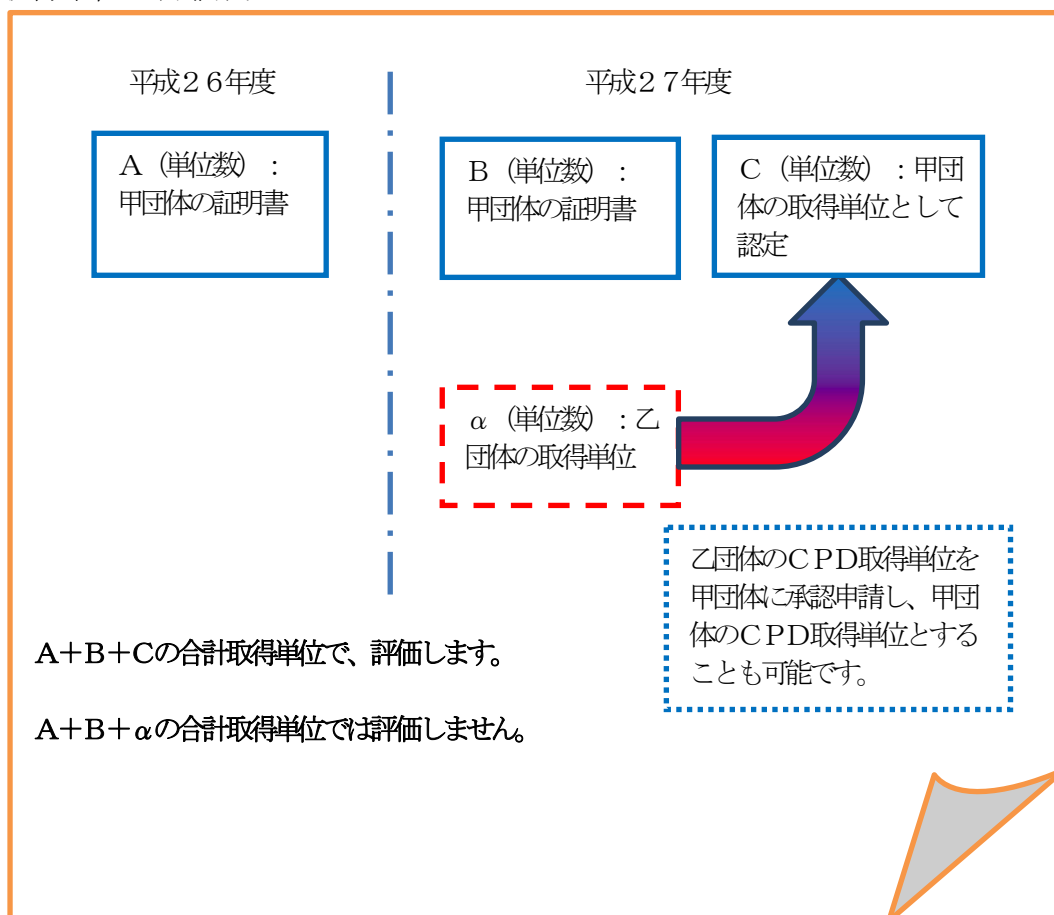 平成２６年度
平成２７年度
A（単位数）：
甲団体の証明書
B（単位数）：
甲団体の証明書
C（単位数）：甲団
体の取得単位として
認定
α（単位数）：乙
団体の取得単位
乙団体のＣＰＤ取得単位を
甲団体に承認申請し、甲団
体のＣＰＤ取得単位とする
ことも可能です。
A＋B＋Cの合計取得単位で、評価します。
A＋B＋αの合計取得単位では評価しません。